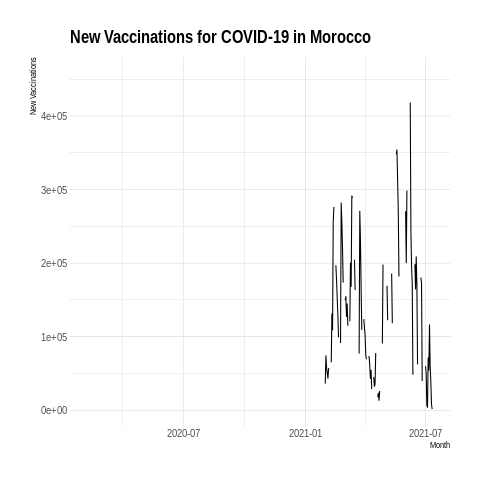 New Vaccinations for COVID-19 in Morocco
New Vaccinations
4e+05
3e+05
2e+05
1e+05
0e+00
2020-07
2021-01
2021-07
Month